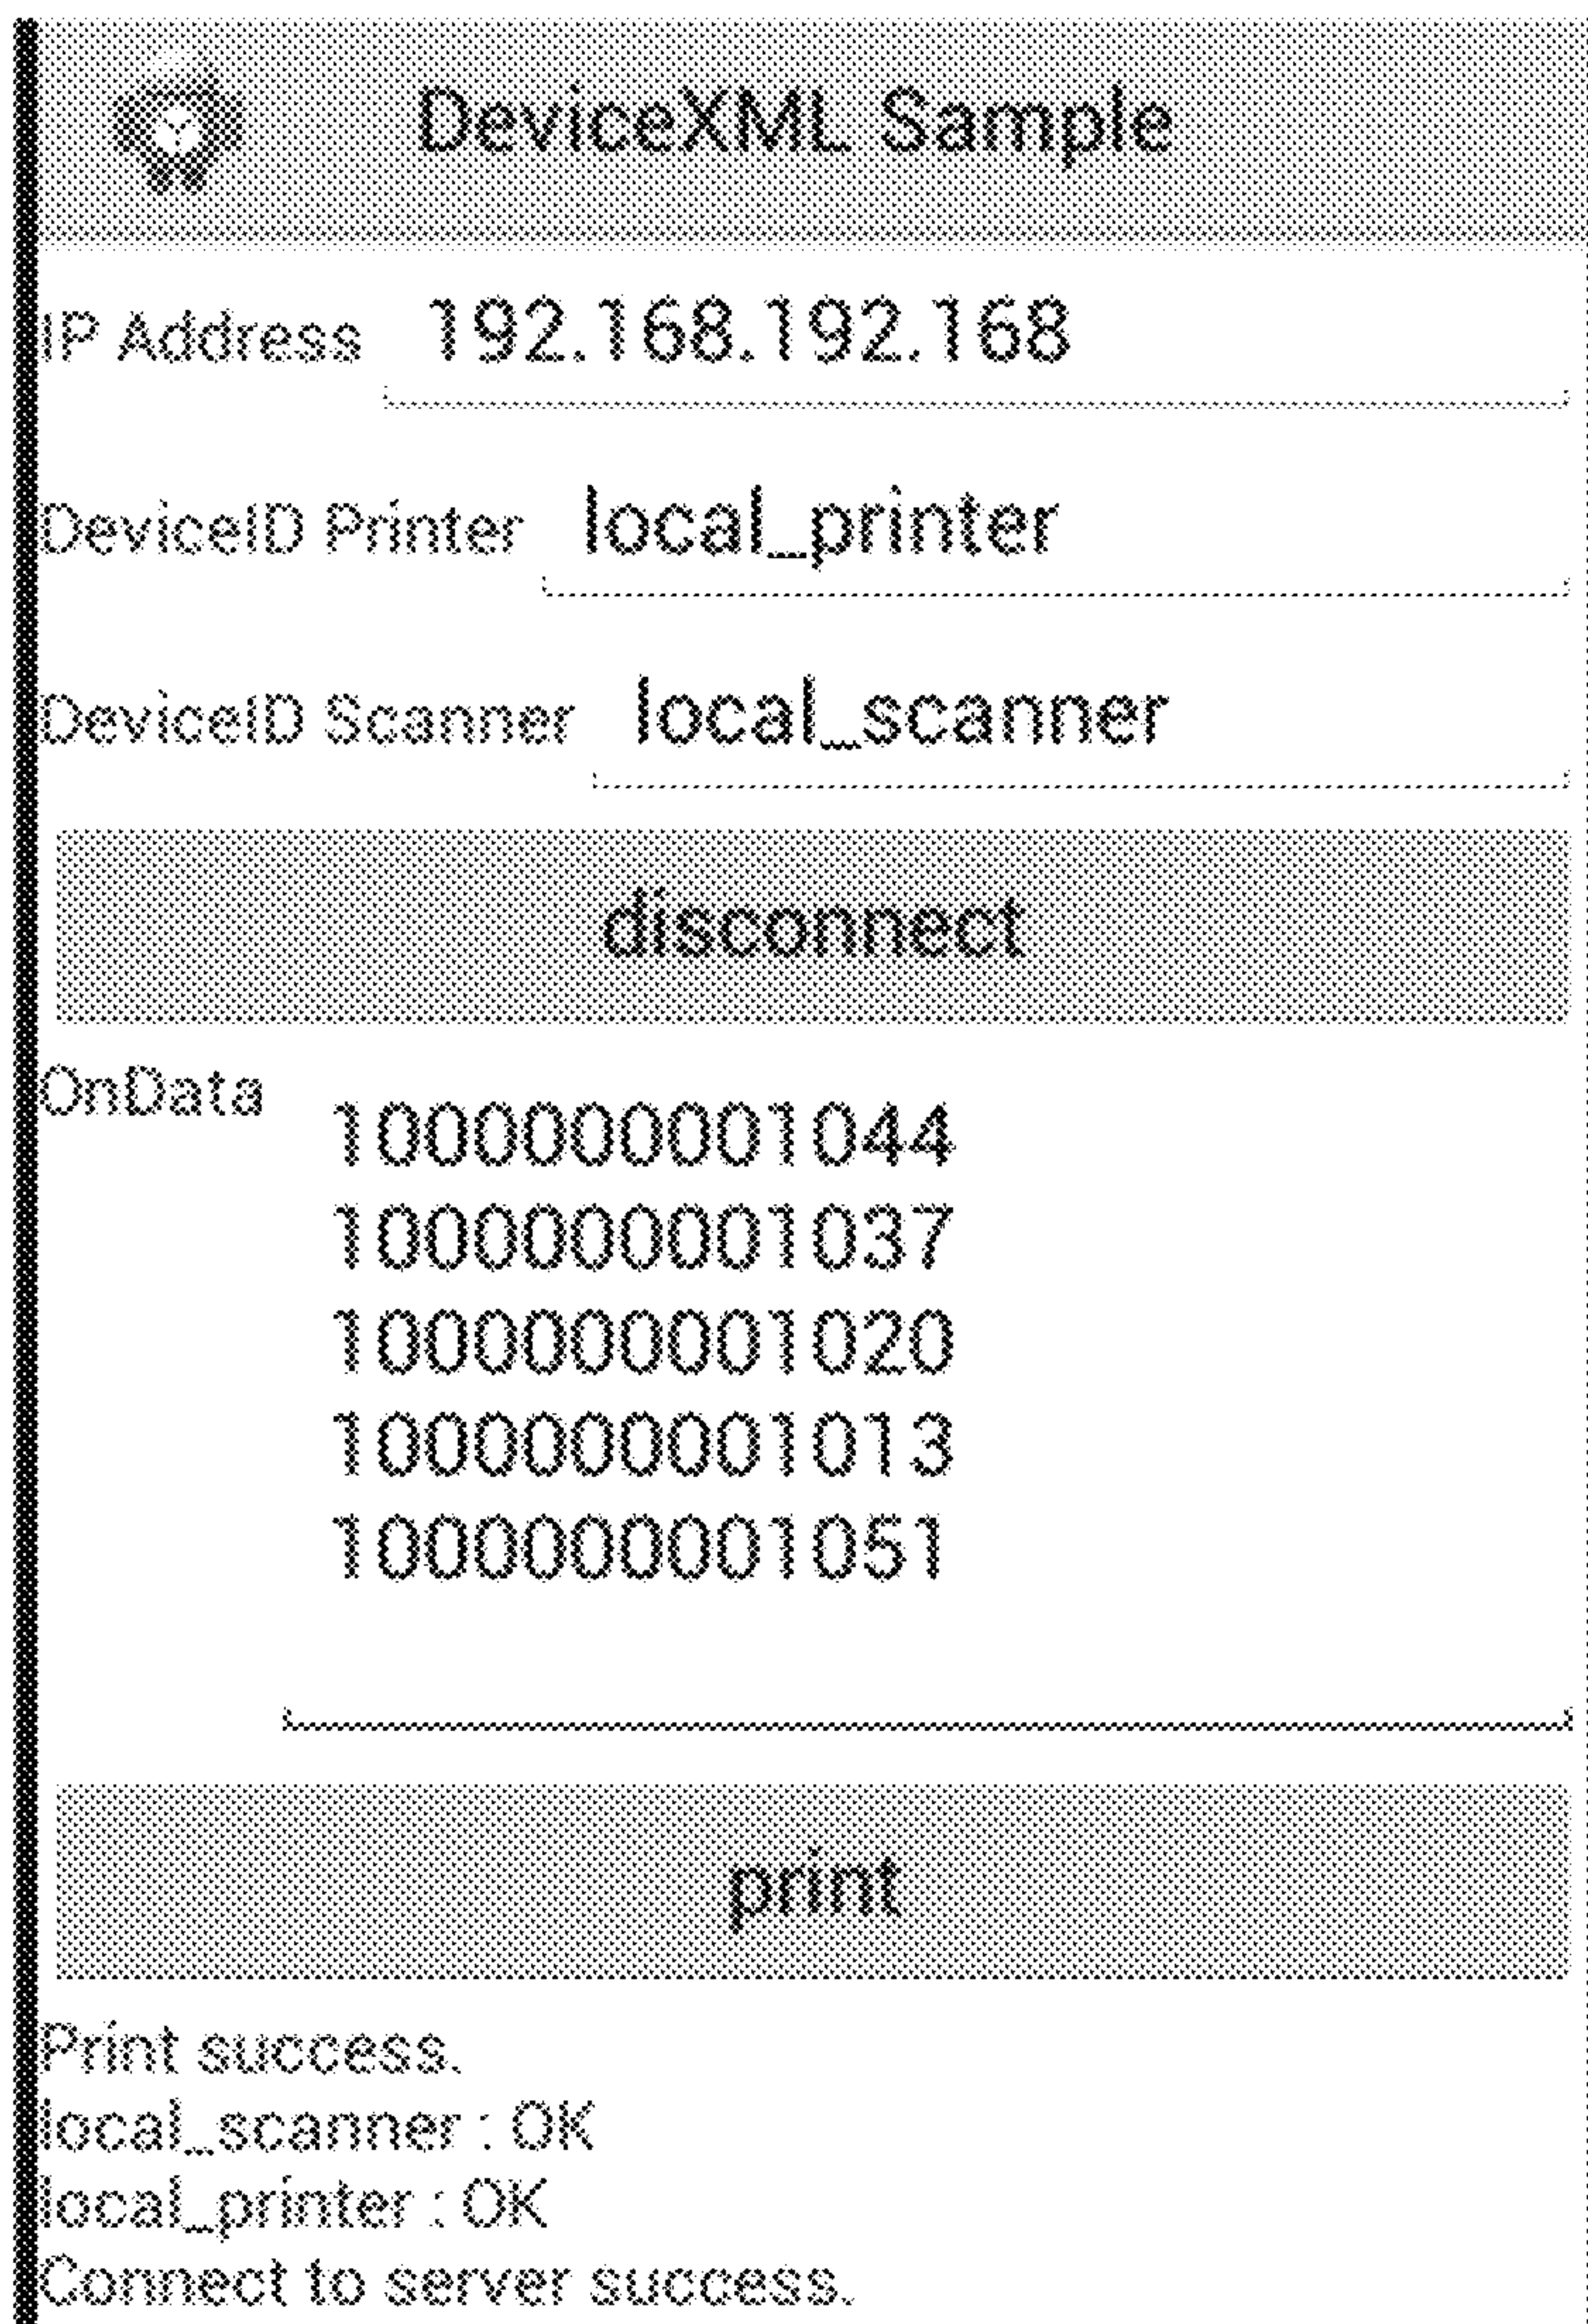 DeviceXML Sample
IP Address 192.168.192.168
DeviceID Printer local_printer
DeviceID Scanner local_scanner
disconnect
OnData 1000000001044
1000000001037
1000000001020
1000000001013
1000000001051
print
Print success.
local_scanner : OK
local_printer : OK
Connect to server success.